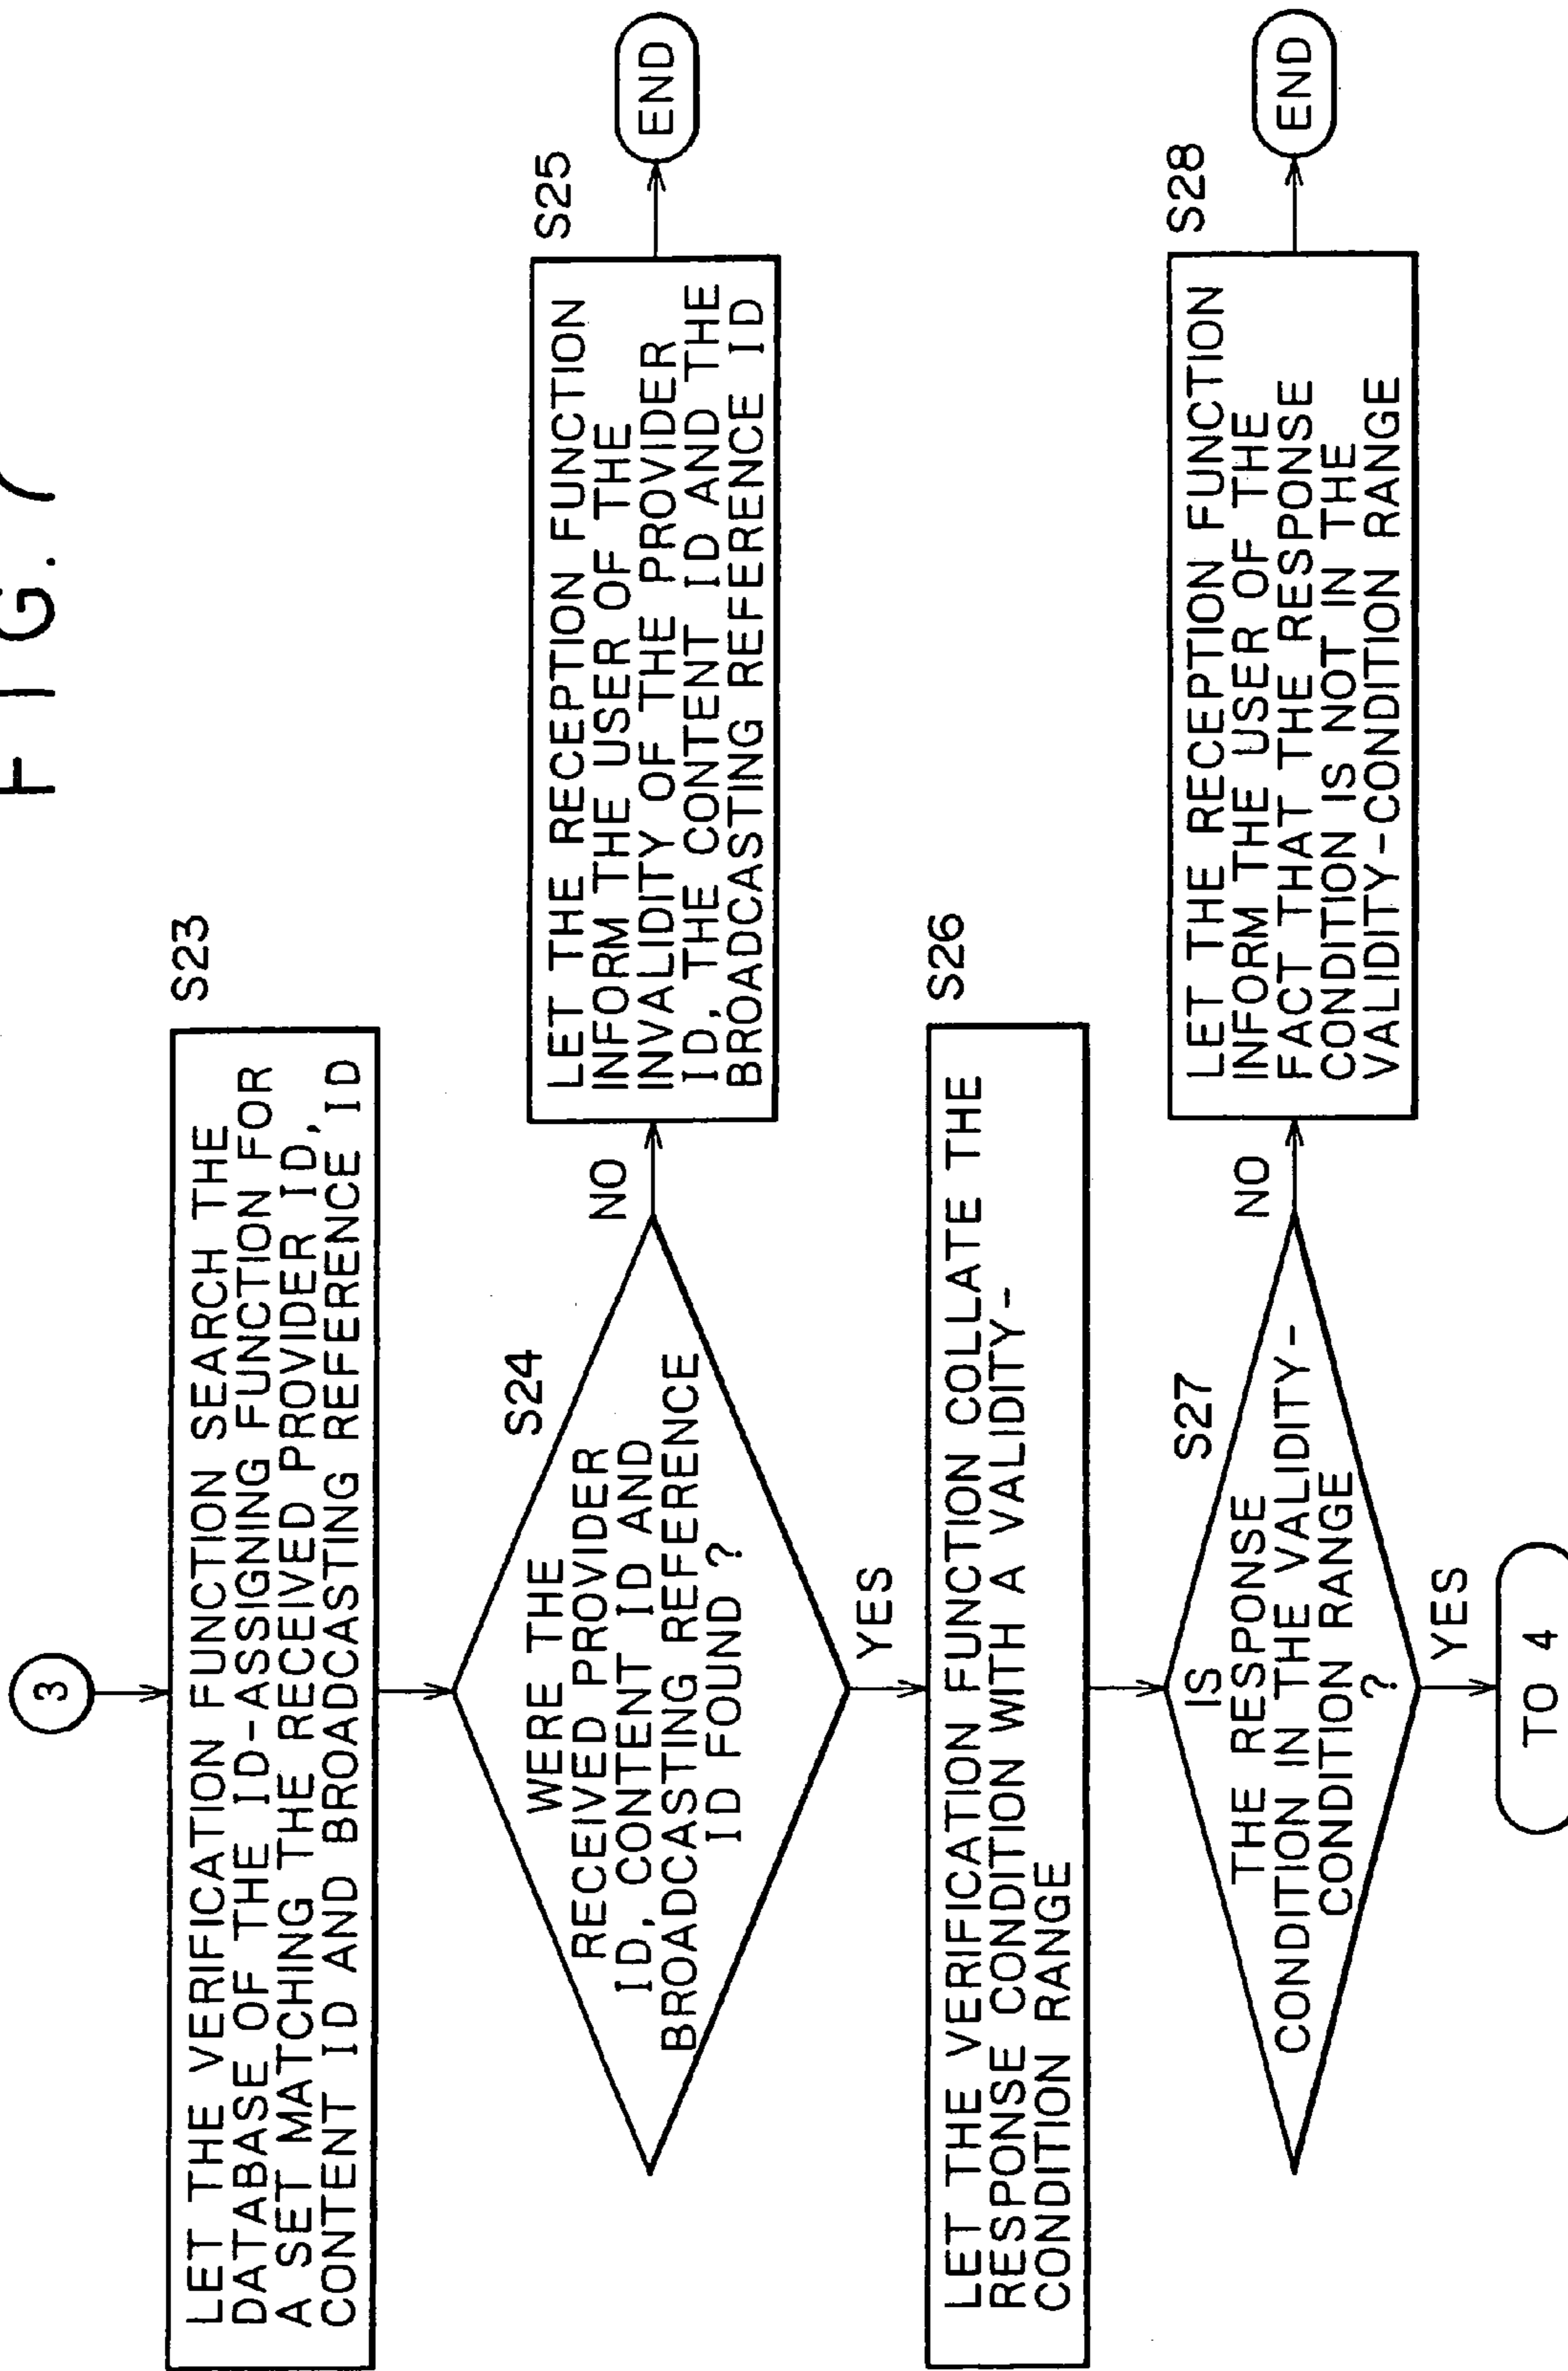 FIG. 7
3
S23
LET THE VERIFICATION FUNCTION SEARCH THE
DATABASE OF THE ID-ASSIGNING FUNCTION FOR
A SET MATCHING THE RECEIVED PROVIDER ID,
CONTENT ID AND BROADCASTING REFERENCE ID
S24
WERE THE
RECEIVED PROVIDER
ID, CONTENT ID AND
BROADCASTING REFERENCE
ID FOUND ?
NO
S25
LET THE RECEPTION FUNCTION
INFORM THE USER OF THE
INVALIDITY OF THE PROVIDER
ID, THE CONTENT ID AND THE
BROADCASTING REFERENCE ID
END
YES
S26
LET THE VERIFICATION FUNCTION COLLATE THE
RESPONSE CONDITION WITH A VALIDITY-
CONDITION RANGE
S27
IS
THE RESPONSE
CONDITION IN THE VALIDITY-
CONDITION RANGE
?
NO
S28
LET THE RECEPTION FUNCTION
INFORM THE USER OF THE
FACT THAT THE RESPONSE
CONDITION IS NOT IN THE
VALIDITY-CONDITION RANGE
END
YES
TO 4